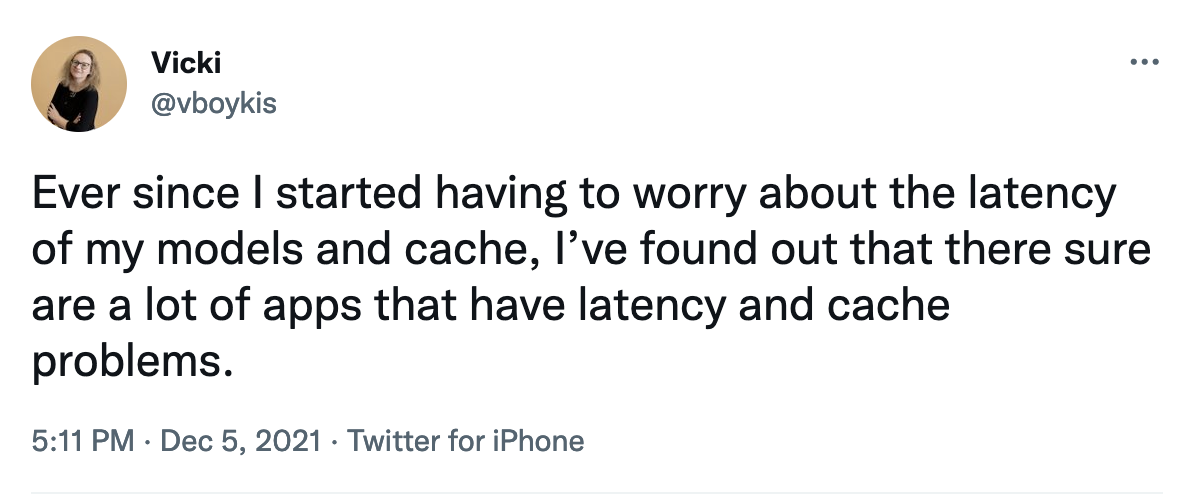 Vicki
@vboykis
Ever since I started having to worry about the latency
of my models and cache, I’ve found out that there sure
are a lot of apps that have latency and cache
problems.
5:11 PM · Dec 5, 2021 · Twitter for iPhone